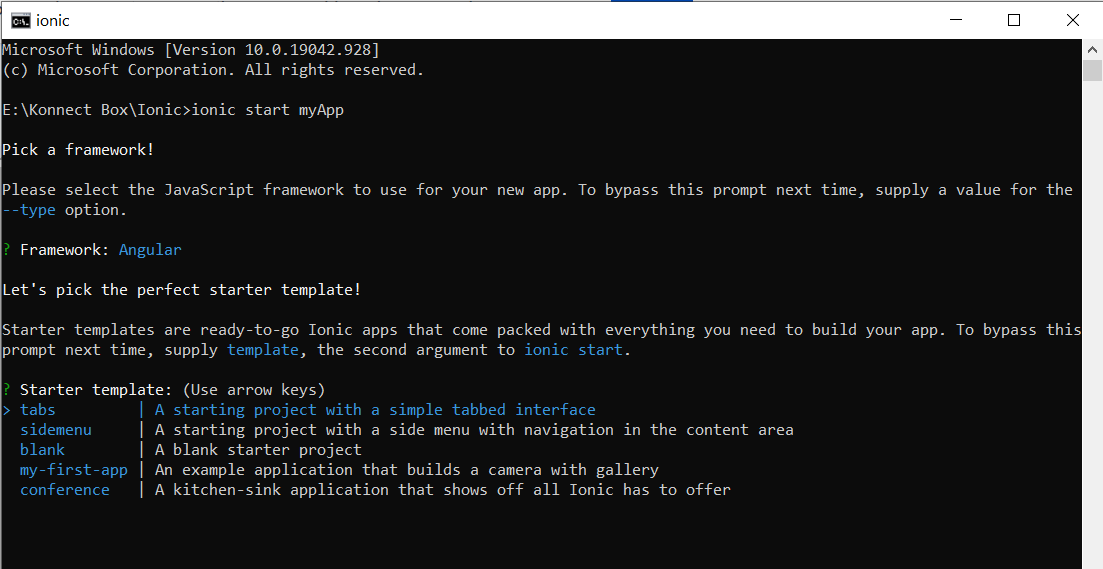 ionic
Microsoft Windows [Version 10.0.19042.928]
(c) Microsoft Corporation. All rights reserved.
E:\Konnect Box\Ionic>ionic start myApp
Pick a framework!
Please select the JavaScript framework to use for your new app. To bypass this prompt next time, supply a value for the
--type option.
? Framework: Angular
Let's pick the perfect starter template!
Starter templates are ready-to-go Ionic apps that come packed with everything you need to build your app. To bypass this
prompt next time, supply template, the second argument to ionic start.
? Starter template: (Use arrow keys)
> tabs         | A starting project with a simple tabbed interface
  sidemenu     | A starting project with a side menu with navigation in the content area
  blank        | A blank starter project
  my-first-app | An example application that builds a camera with gallery
  conference   | A kitchen-sink application that shows off all Ionic has to offer